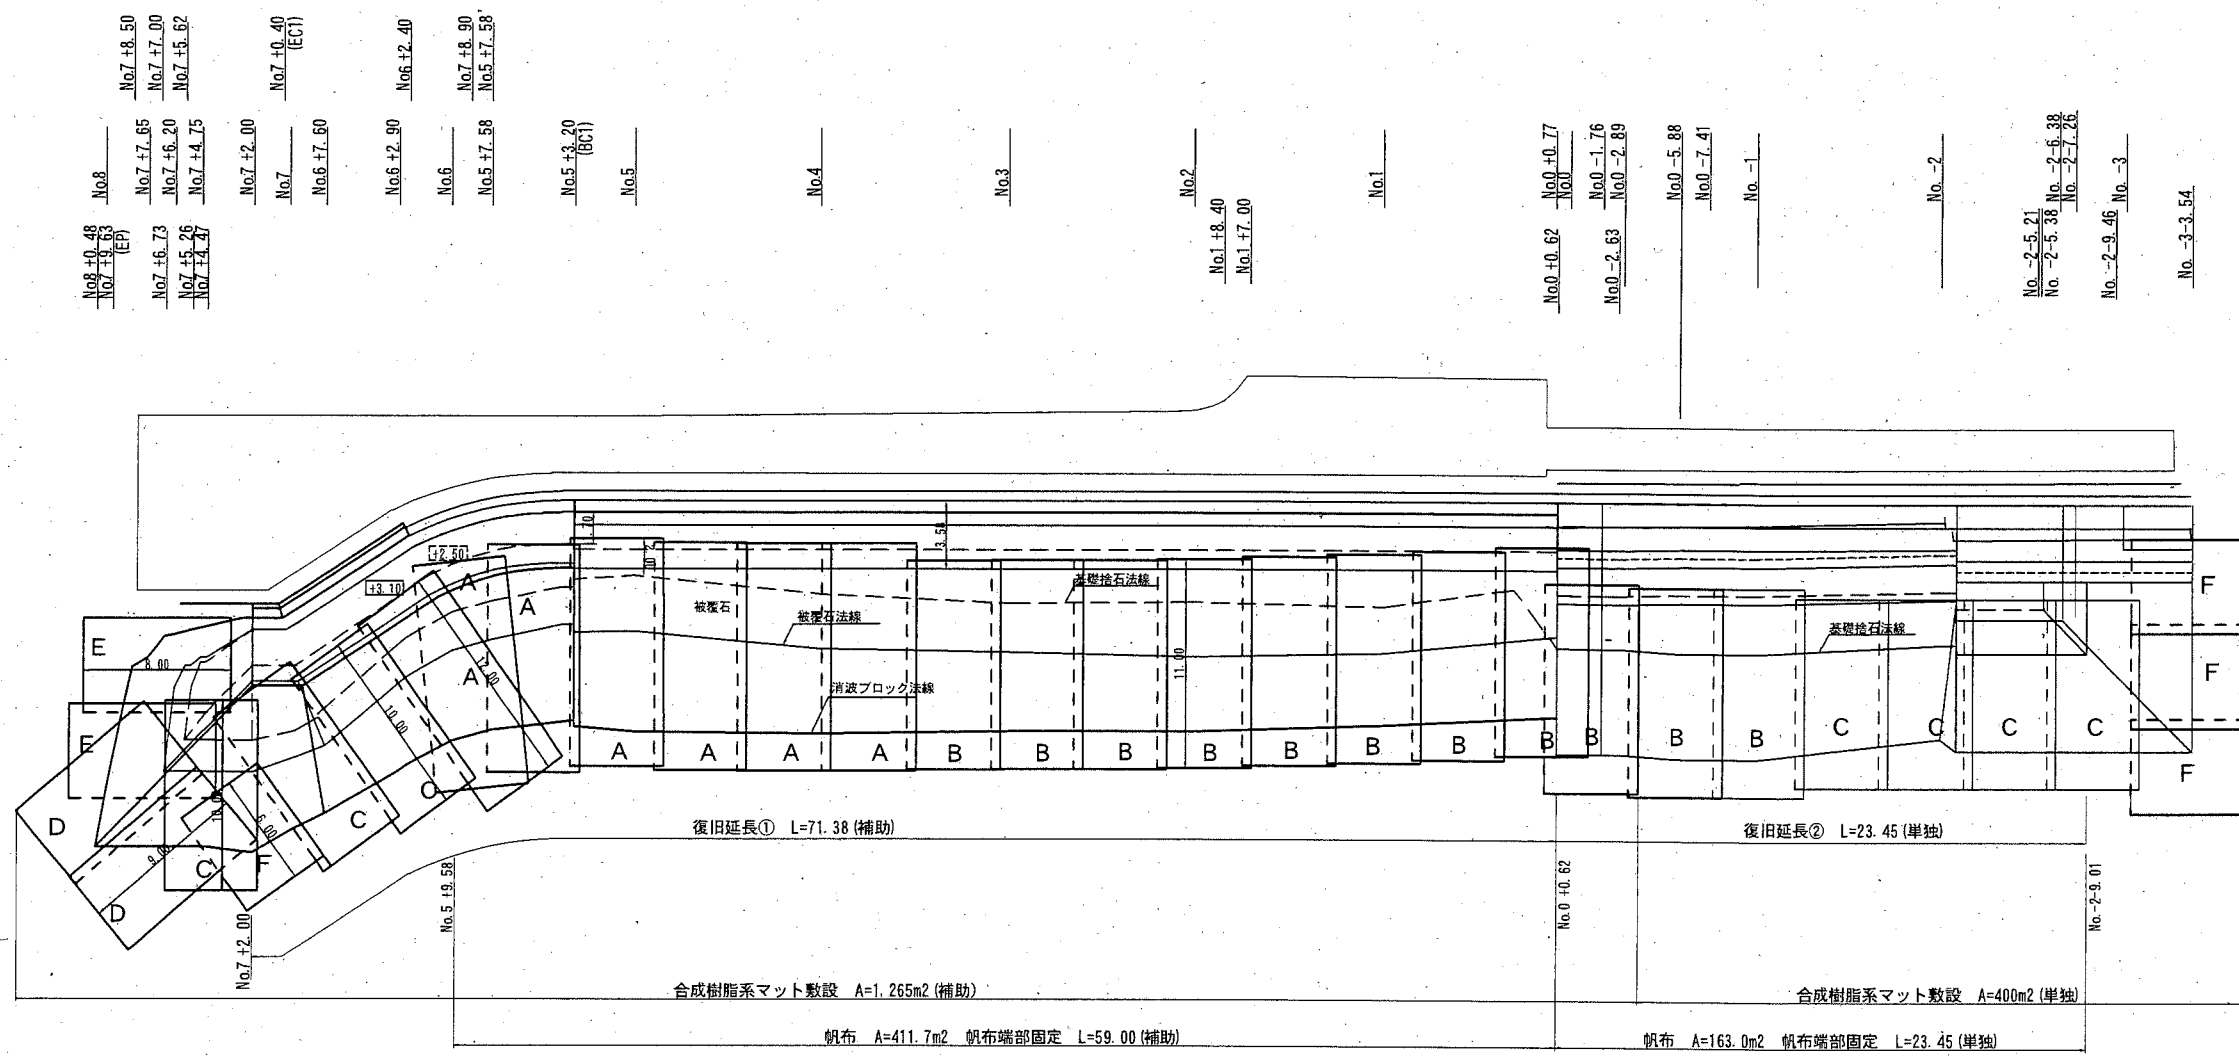 No.7 +8.50
No.7 +7.00
No.7 +5.62
No.7 +0.40
(EC1)
No.6 +2.40
No.7 +8.90
No.5 +7.58'
No.8
No.7 +7.65
No.7 +6.20
No.7 +4.75
No.7 +2.00
No.7
No.6 +7.60
No.6 +2.90
No.6
No.5 +7.58
No.5 +3.20
(BC1)
No.5
No.4
No.3
No.2
No.1
No.0 +0.77
No.0
No.0 -1.76
No.0 -2.89
No.0 -5.88
No.0 -7.41
No. -1
No. -2
No. -2-6.38
No. -2-7.26
No. -3
No.8 +0.48
No.7 +9.63
(EP)
No.7 +6.73
No.7 +5.26
No.7 +4.47
No.1 +8.40
No.1 +7.00
No.0 +0.62
No.0 -2.63
No. -2-5.21
No. -2-5.38
No. -2-9.46
No. -3-3.54
+2.50
+3.10
3.58
基礎捨石法線
被覆石
被覆石法線
基礎捨石法線
消波ブロック法線
8.00
12.00
10.00
11.00
6.00
9.00
E
E
D
D
C
F
C
C
A
A
A
A
A
A
A
B
B
B
B
B
B
B
B
B
B
B
C
C
C
C
F
F
F
復旧延長① L=71.38(補助)
復旧延長② L=23.45(単独)
No.7 +2.00
No.5 +9.58
No.0 +0.62
No.-2-9.01
合成樹脂系マット敷設 A=1,265m2(補助)
合成樹脂系マット敷設 A=400m2(単独)
帆布 A=411.7m2 帆布端部固定 L=59.00(補助)
帆布 A=163.0m2 帆布端部固定 L=23.45(単独)